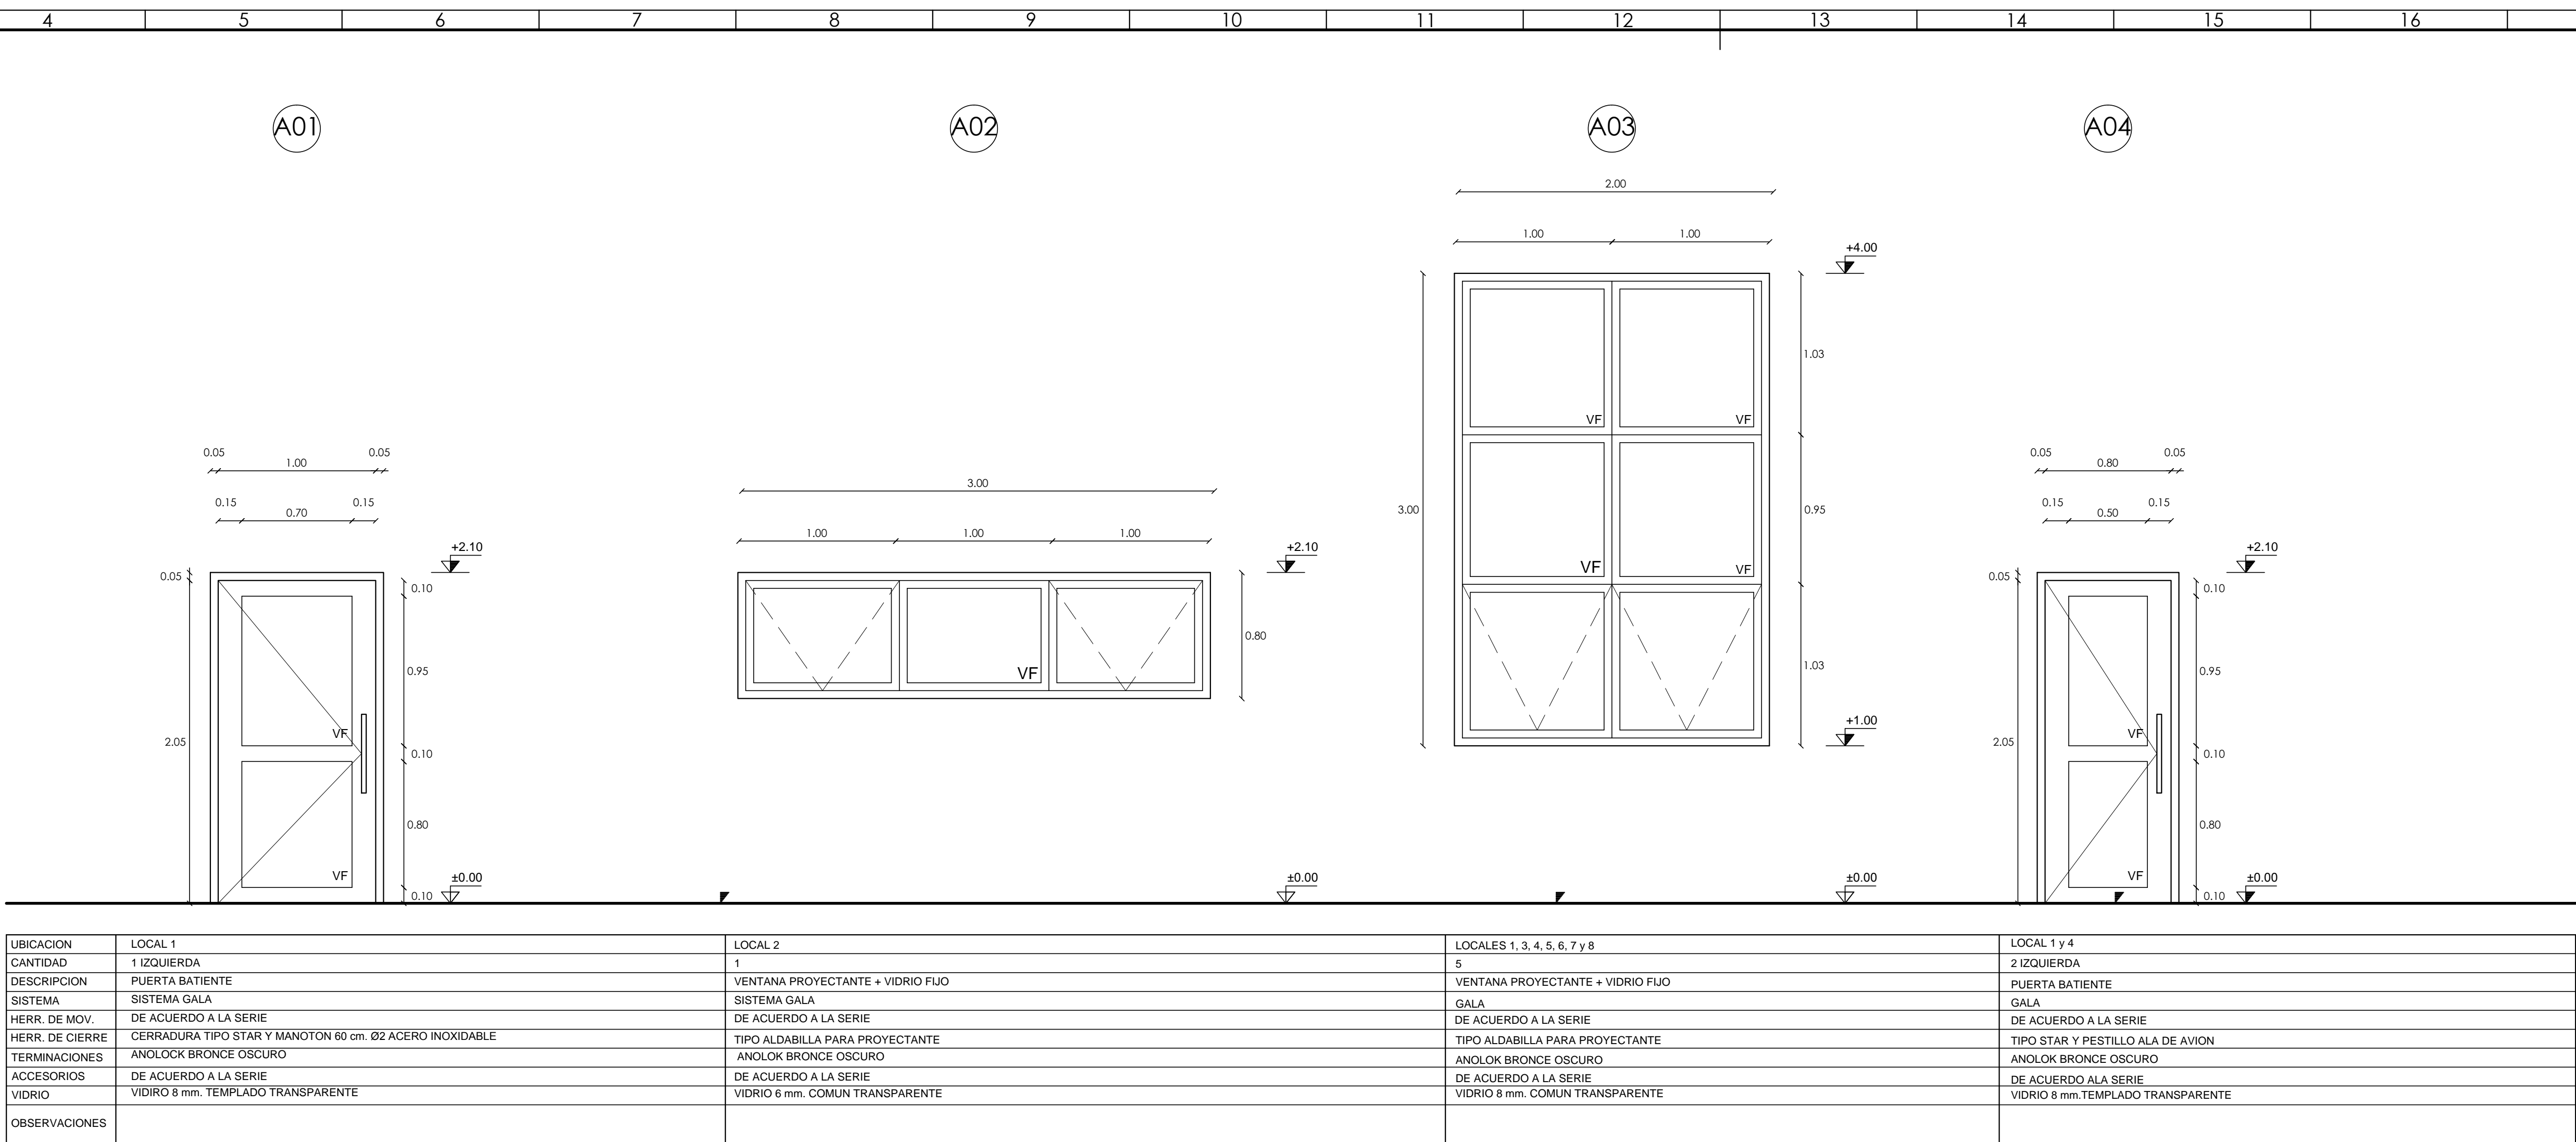 4 5 6 7 8 9 10 11 12 13 14 15 16
A01 A02 A03 A04
2.00
1.00 1.00
+4.00
1.03
VF VF
3.00
0.95
VF VF
1.03
+1.00
0.05 1.00 0.05
0.15 0.70 0.15
+2.10
0.05
0.10
0.95
VF
2.05
0.10
0.80
VF
0.10
±0.00
3.00
1.00 1.00 1.00
+2.10
VF
0.80
±0.00
±0.00
0.05 0.80 0.05
0.15 0.50 0.15
+2.10
0.05
0.10
0.95
VF
2.05
0.10
0.80
VF
0.10
±0.00
UBICACION LOCAL 1 LOCAL 2 LOCALES 1, 3, 4, 5, 6, 7 y 8 LOCAL 1 y 4
CANTIDAD 1 IZQUIERDA 1 5 2 IZQUIERDA
DESCRIPCION PUERTA BATIENTE VENTANA PROYECTANTE + VIDRIO FIJO VENTANA PROYECTANTE + VIDRIO FIJO PUERTA BATIENTE
SISTEMA SISTEMA GALA SISTEMA GALA GALA GALA
HERR. DE MOV. DE ACUERDO A LA SERIE DE ACUERDO A LA SERIE DE ACUERDO A LA SERIE DE ACUERDO A LA SERIE
HERR. DE CIERRE CERRADURA TIPO STAR Y MANOTON 60 cm. Ø2 ACERO INOXIDABLE TIPO ALDABILLA PARA PROYECTANTE TIPO ALDABILLA PARA PROYECTANTE TIPO STAR Y PESTILLO ALA DE AVION
TERMINACIONES ANOLOCK BRONCE OSCURO ANOLOK BRONCE OSCURO ANOLOK BRONCE OSCURO ANOLOK BRONCE OSCURO
ACCESORIOS DE ACUERDO A LA SERIE DE ACUERDO A LA SERIE DE ACUERDO A LA SERIE DE ACUERDO ALA SERIE
VIDRIO VIDIRO 8 mm. TEMPLADO TRANSPARENTE VIDRIO 6 mm. COMUN TRANSPARENTE VIDRIO 8 mm. COMUN TRANSPARENTE VIDRIO 8 mm.TEMPLADO TRANSPARENTE
OBSERVACIONES